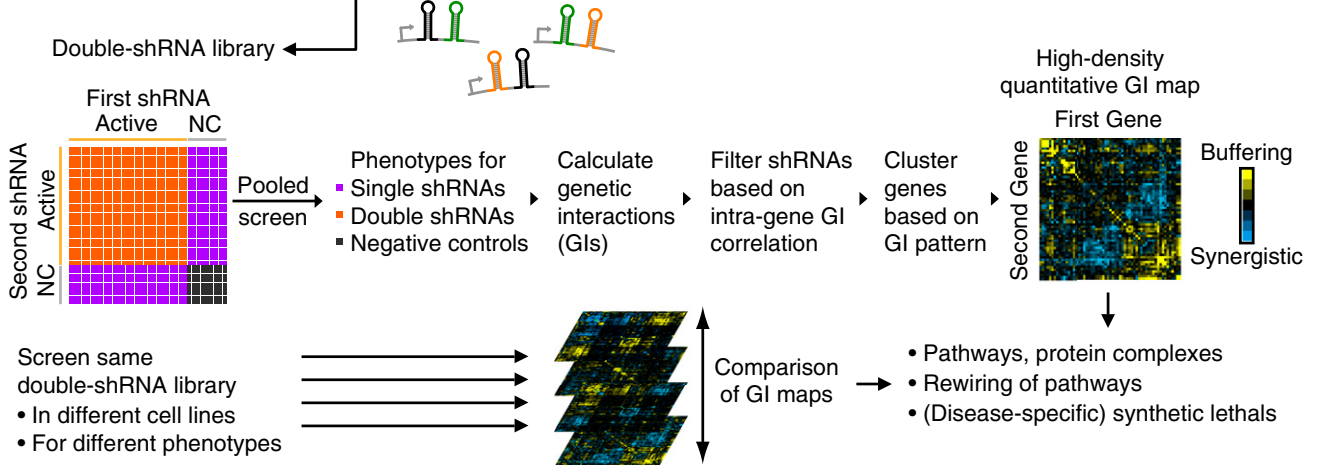 Double-shRNA library
First shRNA
Active NC
Second shRNA
Active
NC
Pooled
screen
Phenotypes for
Single shRNAs
Double shRNAs
Negative controls
Calculate
genetic
interactions
(GIs)
Filter shRNAs
based on
intra-gene GI
correlation
Cluster
genes
based on
GI pattern
High-density
quantitative GI map
First Gene
Second Gene
Buffering
Synergistic
Screen same
double-shRNA library
• In different cell lines
• For different phenotypes
Comparison
of GI maps
• Pathways, protein complexes
• Rewiring of pathways
• (Disease-specific) synthetic lethals